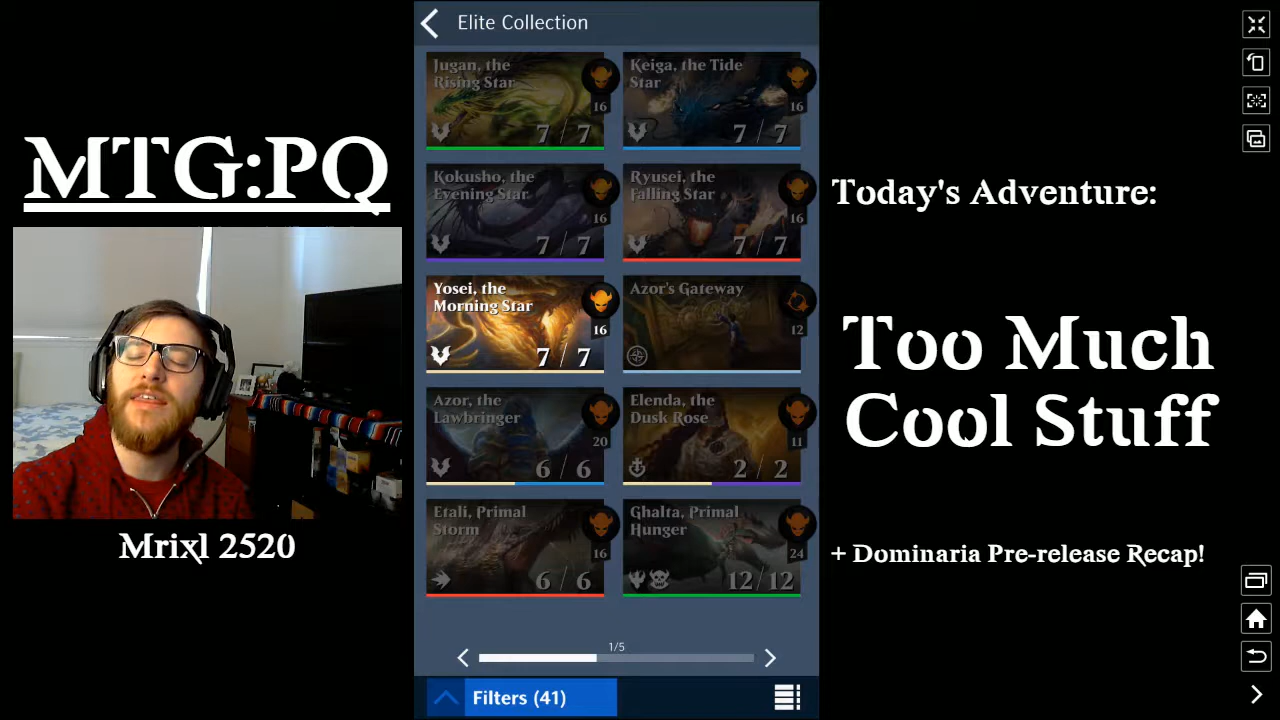 MTG:PQ
Mrixl 2520
Elite Collection
Jugan, the
Rising Star
16
7 / 7
Keiga, the Tide
Star
16
7 / 7
Kokusho, the
Evening Star
16
7 / 7
Ryusei, the
Falling Star
16
7 / 7
Yosei, the
Morning Star
16
7 / 7
Azor's Gateway
12
Azor, the
Lawbringer
20
6 / 6
Elenda, the
Dusk Rose
11
2 / 2
Etali, Primal
Storm
16
6 / 6
Ghalta, Primal
Hunger
24
12/12
1/5
Filters (41)
Today's Adventure:
Too Much
Cool Stuff
+ Dominaria Pre-release Recap!